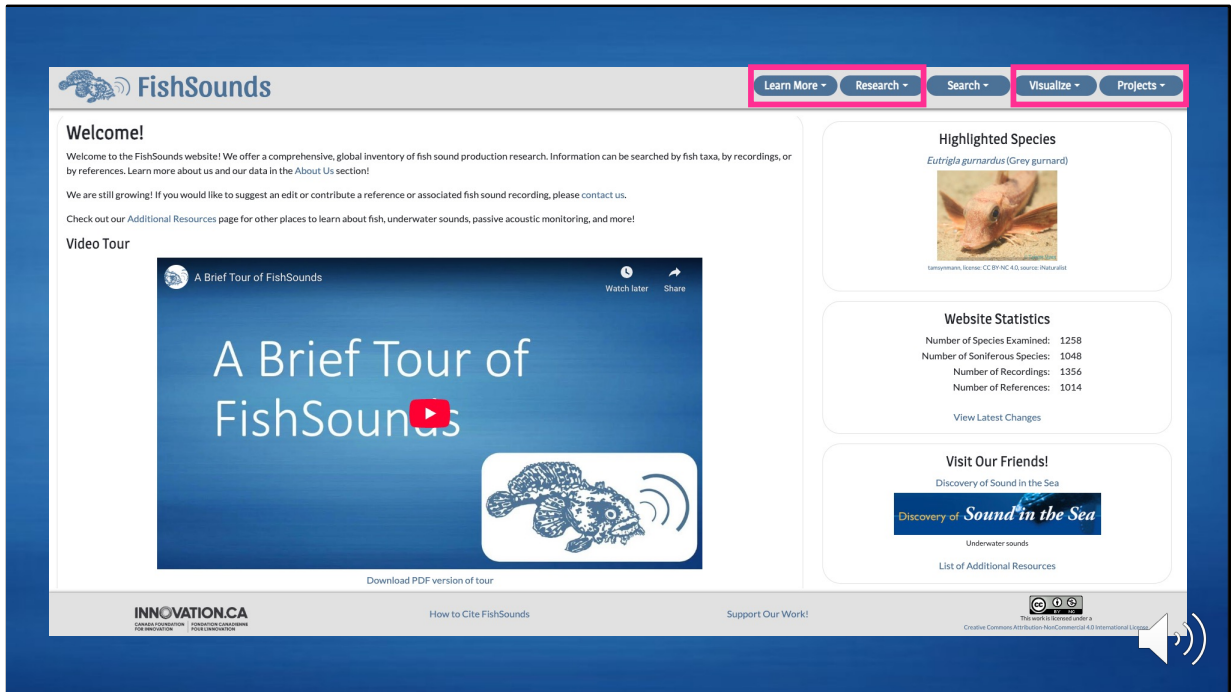 FishSounds
Learn More
Research
Search
Visualize
Projects
Welcome!
Welcome to the FishSounds website! We offer a comprehensive, global inventory of fish sound production research. Information can be searched by fish taxa, by recordings, or
by references. Learn more about us and our data in the About Us section!
We are still growing! If you would like to suggest an edit or contribute a reference or associated fish sound recording, please contact us.
Check out our Additional Resources page for other places to learn about fish, underwater sounds, passive acoustic monitoring, and more!
Video Tour
A Brief Tour of FishSounds
Watch later
Share
A Brief Tour of
FishSounds
Download PDF version of tour
Highlighted Species
Eutrigla gurnardus (Grey gurnard)
tamsynmann, license: CC BY-NC 4.0, source: iNaturalist
Website Statistics
Number of Species Examined: 1258
Number of Soniferous Species: 1048
Number of Recordings: 1356
Number of References: 1014
View Latest Changes
Visit Our Friends!
Discovery of Sound in the Sea
Discovery of Sound in the Sea
Underwater sounds
List of Additional Resources
INNOVATION.CA
CANADA FOUNDATION FOR INNOVATION
FONDATION CANADIENNE POUR L'INNOVATION
How to Cite FishSounds
Support Our Work!
cc BY NC
This work is licensed under a
Creative Commons Attribution-NonCommercial 4.0 International License